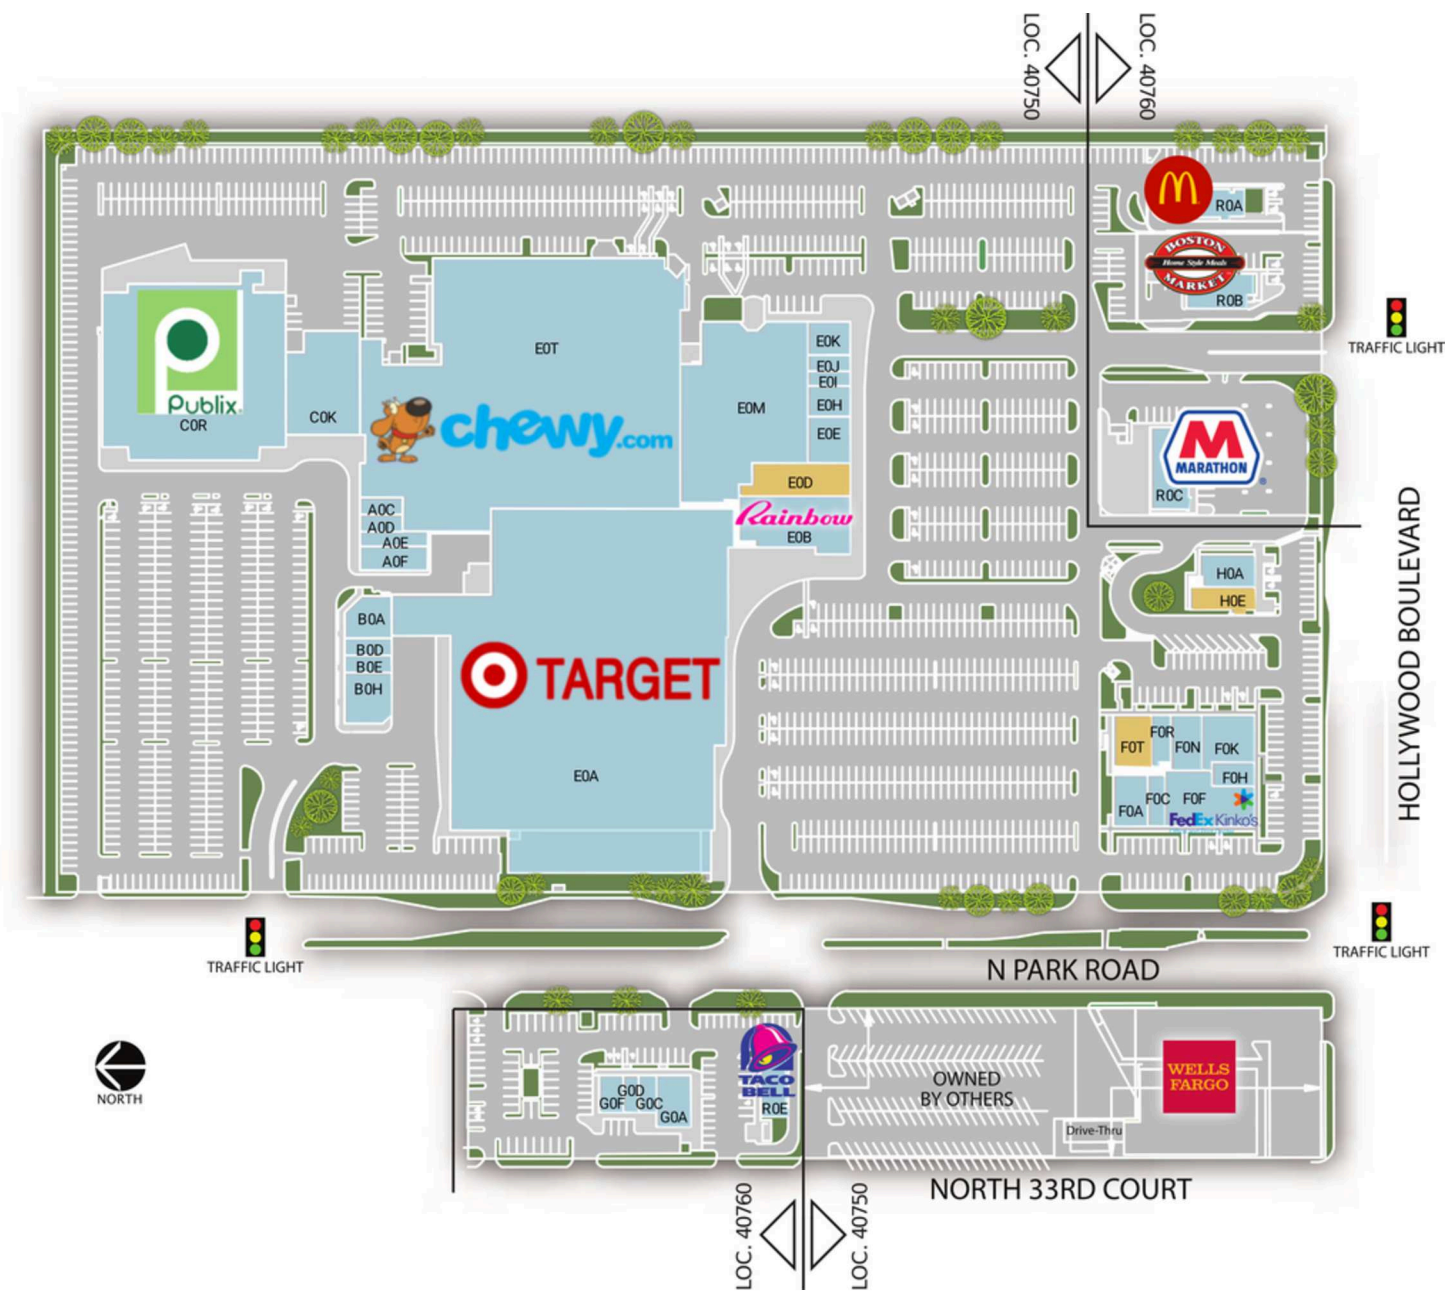 LOC. 40750
LOC. 40760
M
R0A
BOSTON
Home Style Meals
MARKET
R0B
TRAFFIC LIGHT
Publix.
C0R
C0K
E0T
chewy.com
E0M
E0K
E0J
E0I
E0H
E0E
E0D
Rainbow
E0B
M
MARATHON
R0C
A0C
A0D
A0E
A0F
H0A
H0E
HOLLYWOOD BOULEVARD
B0A
B0D
B0E
B0H
TARGET
E0A
F0T
F0R
F0N
F0K
F0H
F0A
F0C
F0F
FedEx Kinko's
TRAFFIC LIGHT
TRAFFIC LIGHT
N PARK ROAD
NORTH
G0D
G0F
G0C
G0A
TACO
BELL
R0E
OWNED
BY OTHERS
WELLS
FARGO
Drive-Thru
NORTH 33RD COURT
LOC. 40760
LOC. 40750